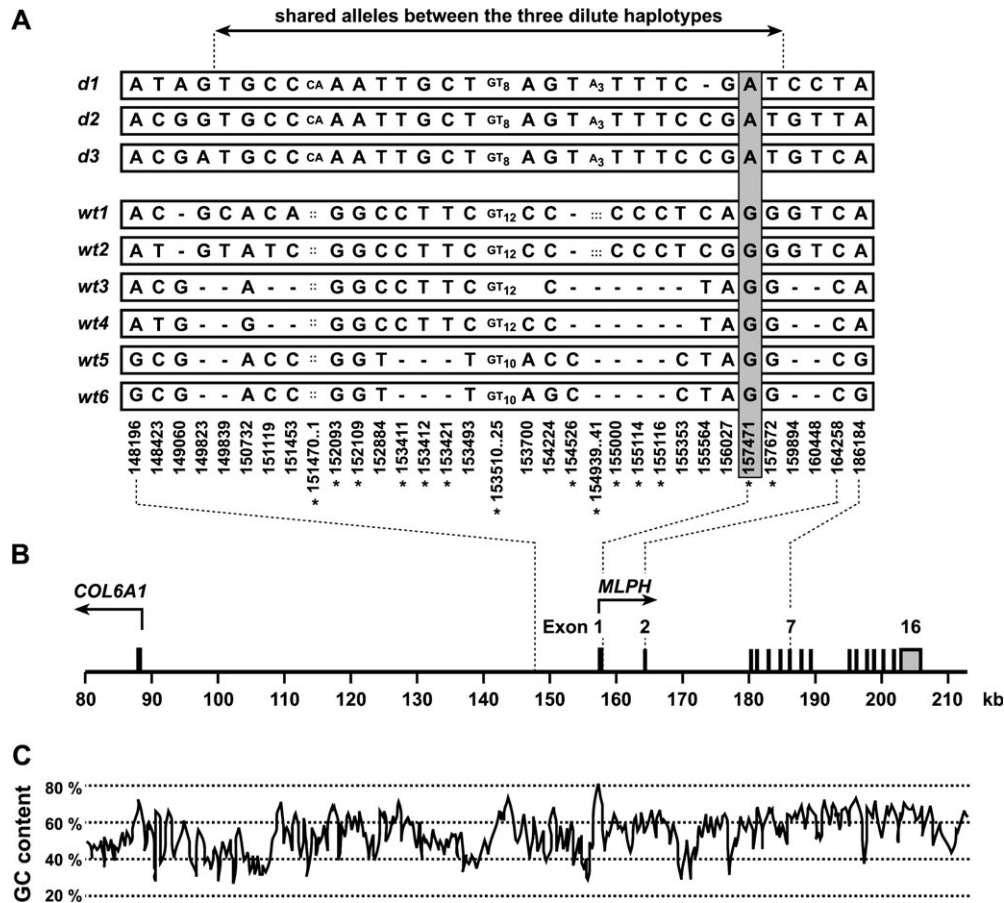 A
shared alleles between the three dilute haplotypes
d1 A T A G T G C C CA A A T T G C T GT8 A G T A3 T T T C - G A T C C T A
d2 A C G G T G C C CA A A T T G C T GT8 A G T A3 T T T C C G A T G T T A
d3 A C G A T G C C CA A A T T G C T GT8 A G T A3 T T T C C G A T G T C A
wt1 A C - G C A C A :: G G C C T T C GT12 C C - ::: C C C T C A G G G T C A
wt2 A T - G T A T C :: G G C C T T C GT12 C C - ::: C C C T C G G G G T C A
wt3 A C G - - A - - :: G G C C T T C GT12 C - - - - - - T A G G - - C A
wt4 A T G - - G - - :: G G C C T T C GT12 C C - - - - - - T A G G - - C A
wt5 G C G - - A C C :: G G T - - - T GT10 A C C - - - - C T A G G - - C G
wt6 G C G - - A C C :: G G T - - - T GT10 A G C - - - - C T A G G - - C G
148196
148423
149060
149823
149839
150732
151119
151453
* 151470..1
* 152093
* 152109
152884
* 153411
* 153412
* 153421
153493
* 153510..25
153700
154224
* 154526
* 154939..41
* 155000
* 155114
* 155116
155353
155564
156027
* 157471
* 157672
159894
160448
164258
186184
B
COL6A1
MLPH
Exon 1 2 7 16
80 90 100 110 120 130 140 150 160 170 180 190 200 210 kb
C
GC content
80 %
60 %
40 %
20 %